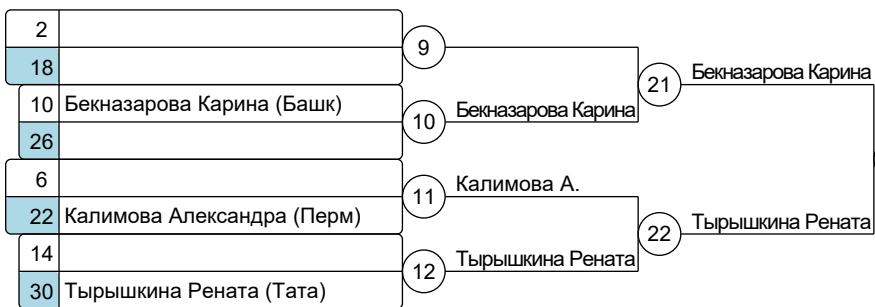 2
18
9
10 Бекназарова Карина (Башк)
26
10
Бекназарова Карина
21
Бекназарова Карина
6
22 Калимова Александра (Перм)
11
Калимова А.
14
30 Тырышкина Рената (Тата)
12
Тырышкина Рената
22
Тырышкина Рената